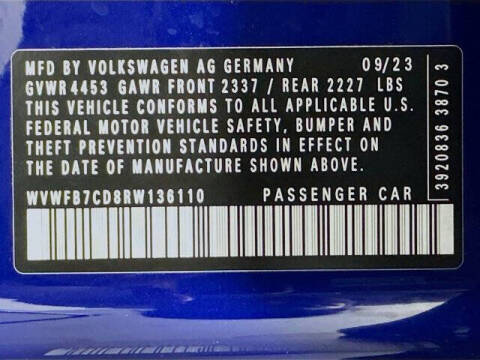 MFD BY VOLKSWAGEN AG GERMANY 09/23
GVWR 4453 GAWR FRONT 2337 / REAR 2227 LBS
THIS VEHICLE CONFORMS TO ALL APPLICABLE U.S.
FEDERAL MOTOR VEHICLE SAFETY, BUMPER AND
THEFT PREVENTION STANDARDS IN EFFECT ON
THE DATE OF MANUFACTURE SHOWN ABOVE.
WVWFB7CD8RW136110 PASSENGER CAR
3920836 3870 3